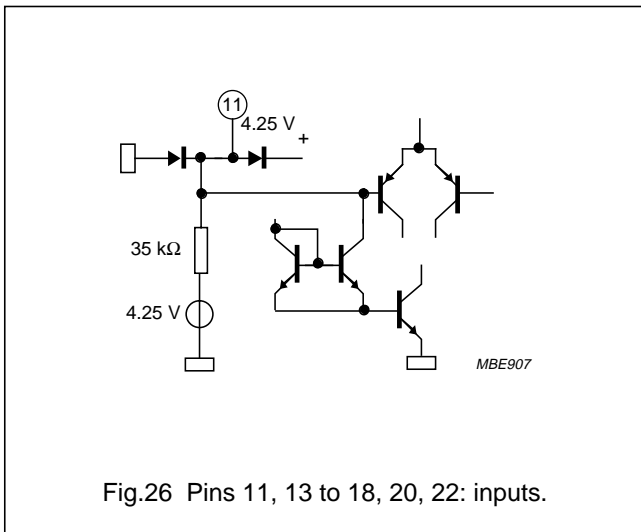 11
4.25 V
+
35 kΩ
4.25 V
MBE907
Fig.26 Pins 11, 13 to 18, 20, 22: inputs.